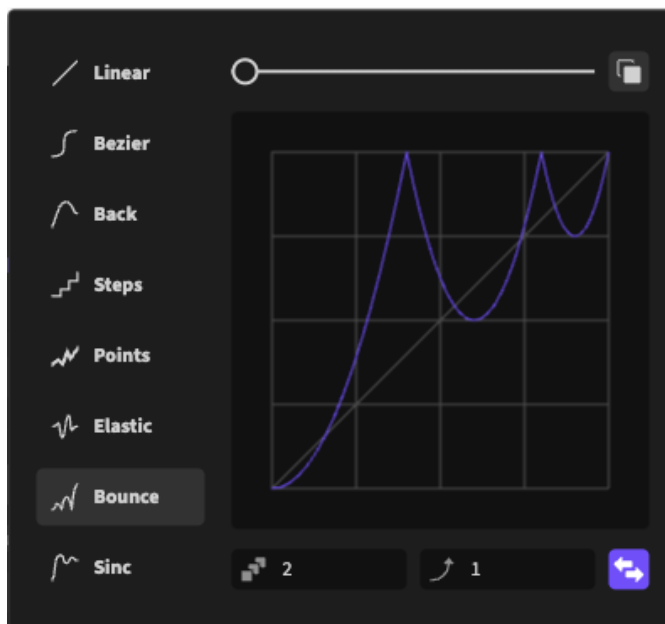 Linear
Bezier
Back
Steps
Points
Elastic
Bounce
Sinc
2
1